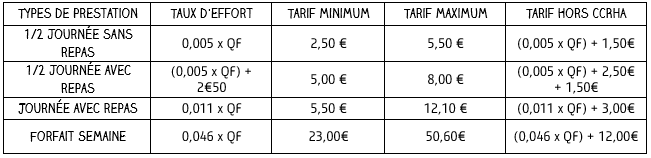 TYPES DE PRESTATION TAUX D'EFFORT TARIF MINIMUM TARIF MAXIMUM TARIF HORS CCRHA
1/2 JOURNÉE SANS REPAS 0,005 x QF 2,50 € 5,50 € (0,005 x QF) + 1,50€
1/2 JOURNÉE AVEC REPAS (0,005 x QF) + 2€50 5,00 € 8,00 € (0,005 x QF) + 2,50€ + 1,50€
JOURNÉE AVEC REPAS 0,011 x QF 5,50 € 12,10 € (0,011 x QF) + 3,00€
FORFAIT SEMAINE 0,046 x QF 23,00€ 50,60€ (0,046 x QF) + 12,00€